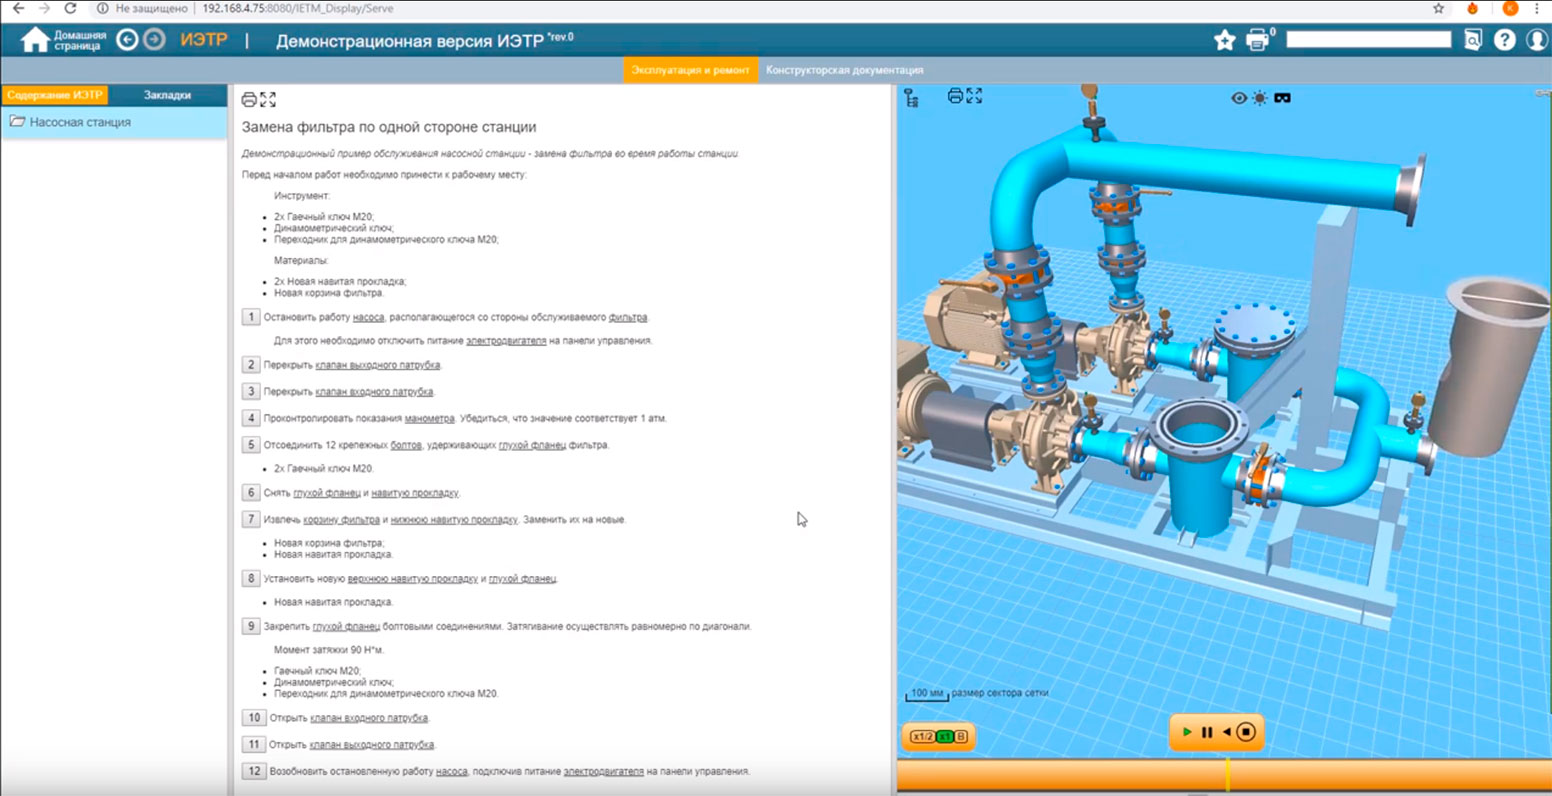 Не защищено | 192.168.4.75:8080/IETM_Display/Serve
Домашняя страница
ИЭТР | Демонстрационная версия ИЭТР *rev.0
0
Эксплуатация и ремонт
Конструкторская документация
Содержание ИЭТР
Закладки
Насосная станция
Замена фильтра по одной стороне станции
Демонстрационный пример обслуживания насосной станции - замена фильтра во время работы станции.
Перед началом работ необходимо принести к рабочему месту:
Инструмент:
• 2x Гаечный ключ М20;
• Динамометрический ключ;
• Переходник для динамометрического ключа М20;
Материалы:
• 2x Новая навитая прокладка;
• Новая корзина фильтра.
1 Остановить работу насоса, располагающегося со стороны обслуживаемого фильтра.
Для этого необходимо отключить питание электродвигателя на панели управления.
2 Перекрыть клапан выходного патрубка.
3 Перекрыть клапан входного патрубка.
4 Проконтролировать показания манометра. Убедиться, что значение соответствует 1 атм.
5 Отсоединить 12 крепежных болтов, удерживающих глухой фланец фильтра.
• 2x Гаечный ключ М20.
6 Снять глухой фланец и навитую прокладку.
7 Извлечь корзину фильтра и нижнюю навитую прокладку. Заменить их на новые.
• Новая корзина фильтра;
• Новая навитая прокладка.
8 Установить новую верхнюю навитую прокладку и глухой фланец.
• Новая навитая прокладка.
9 Закрепить глухой фланец болтовыми соединениями. Затягивание осуществлять равномерно по диагонали.
Момент затяжки 90 Н*м.
• Гаечный ключ М20;
• Динамометрический ключ;
• Переходник для динамометрического ключа М20.
10 Открыть клапан входного патрубка.
11 Открыть клапан выходного патрубка.
12 Возобновить остановленную работу насоса, подключив питание электродвигателя на панели управления.
100 мм размер сектора сетки
x1/2 x1 B